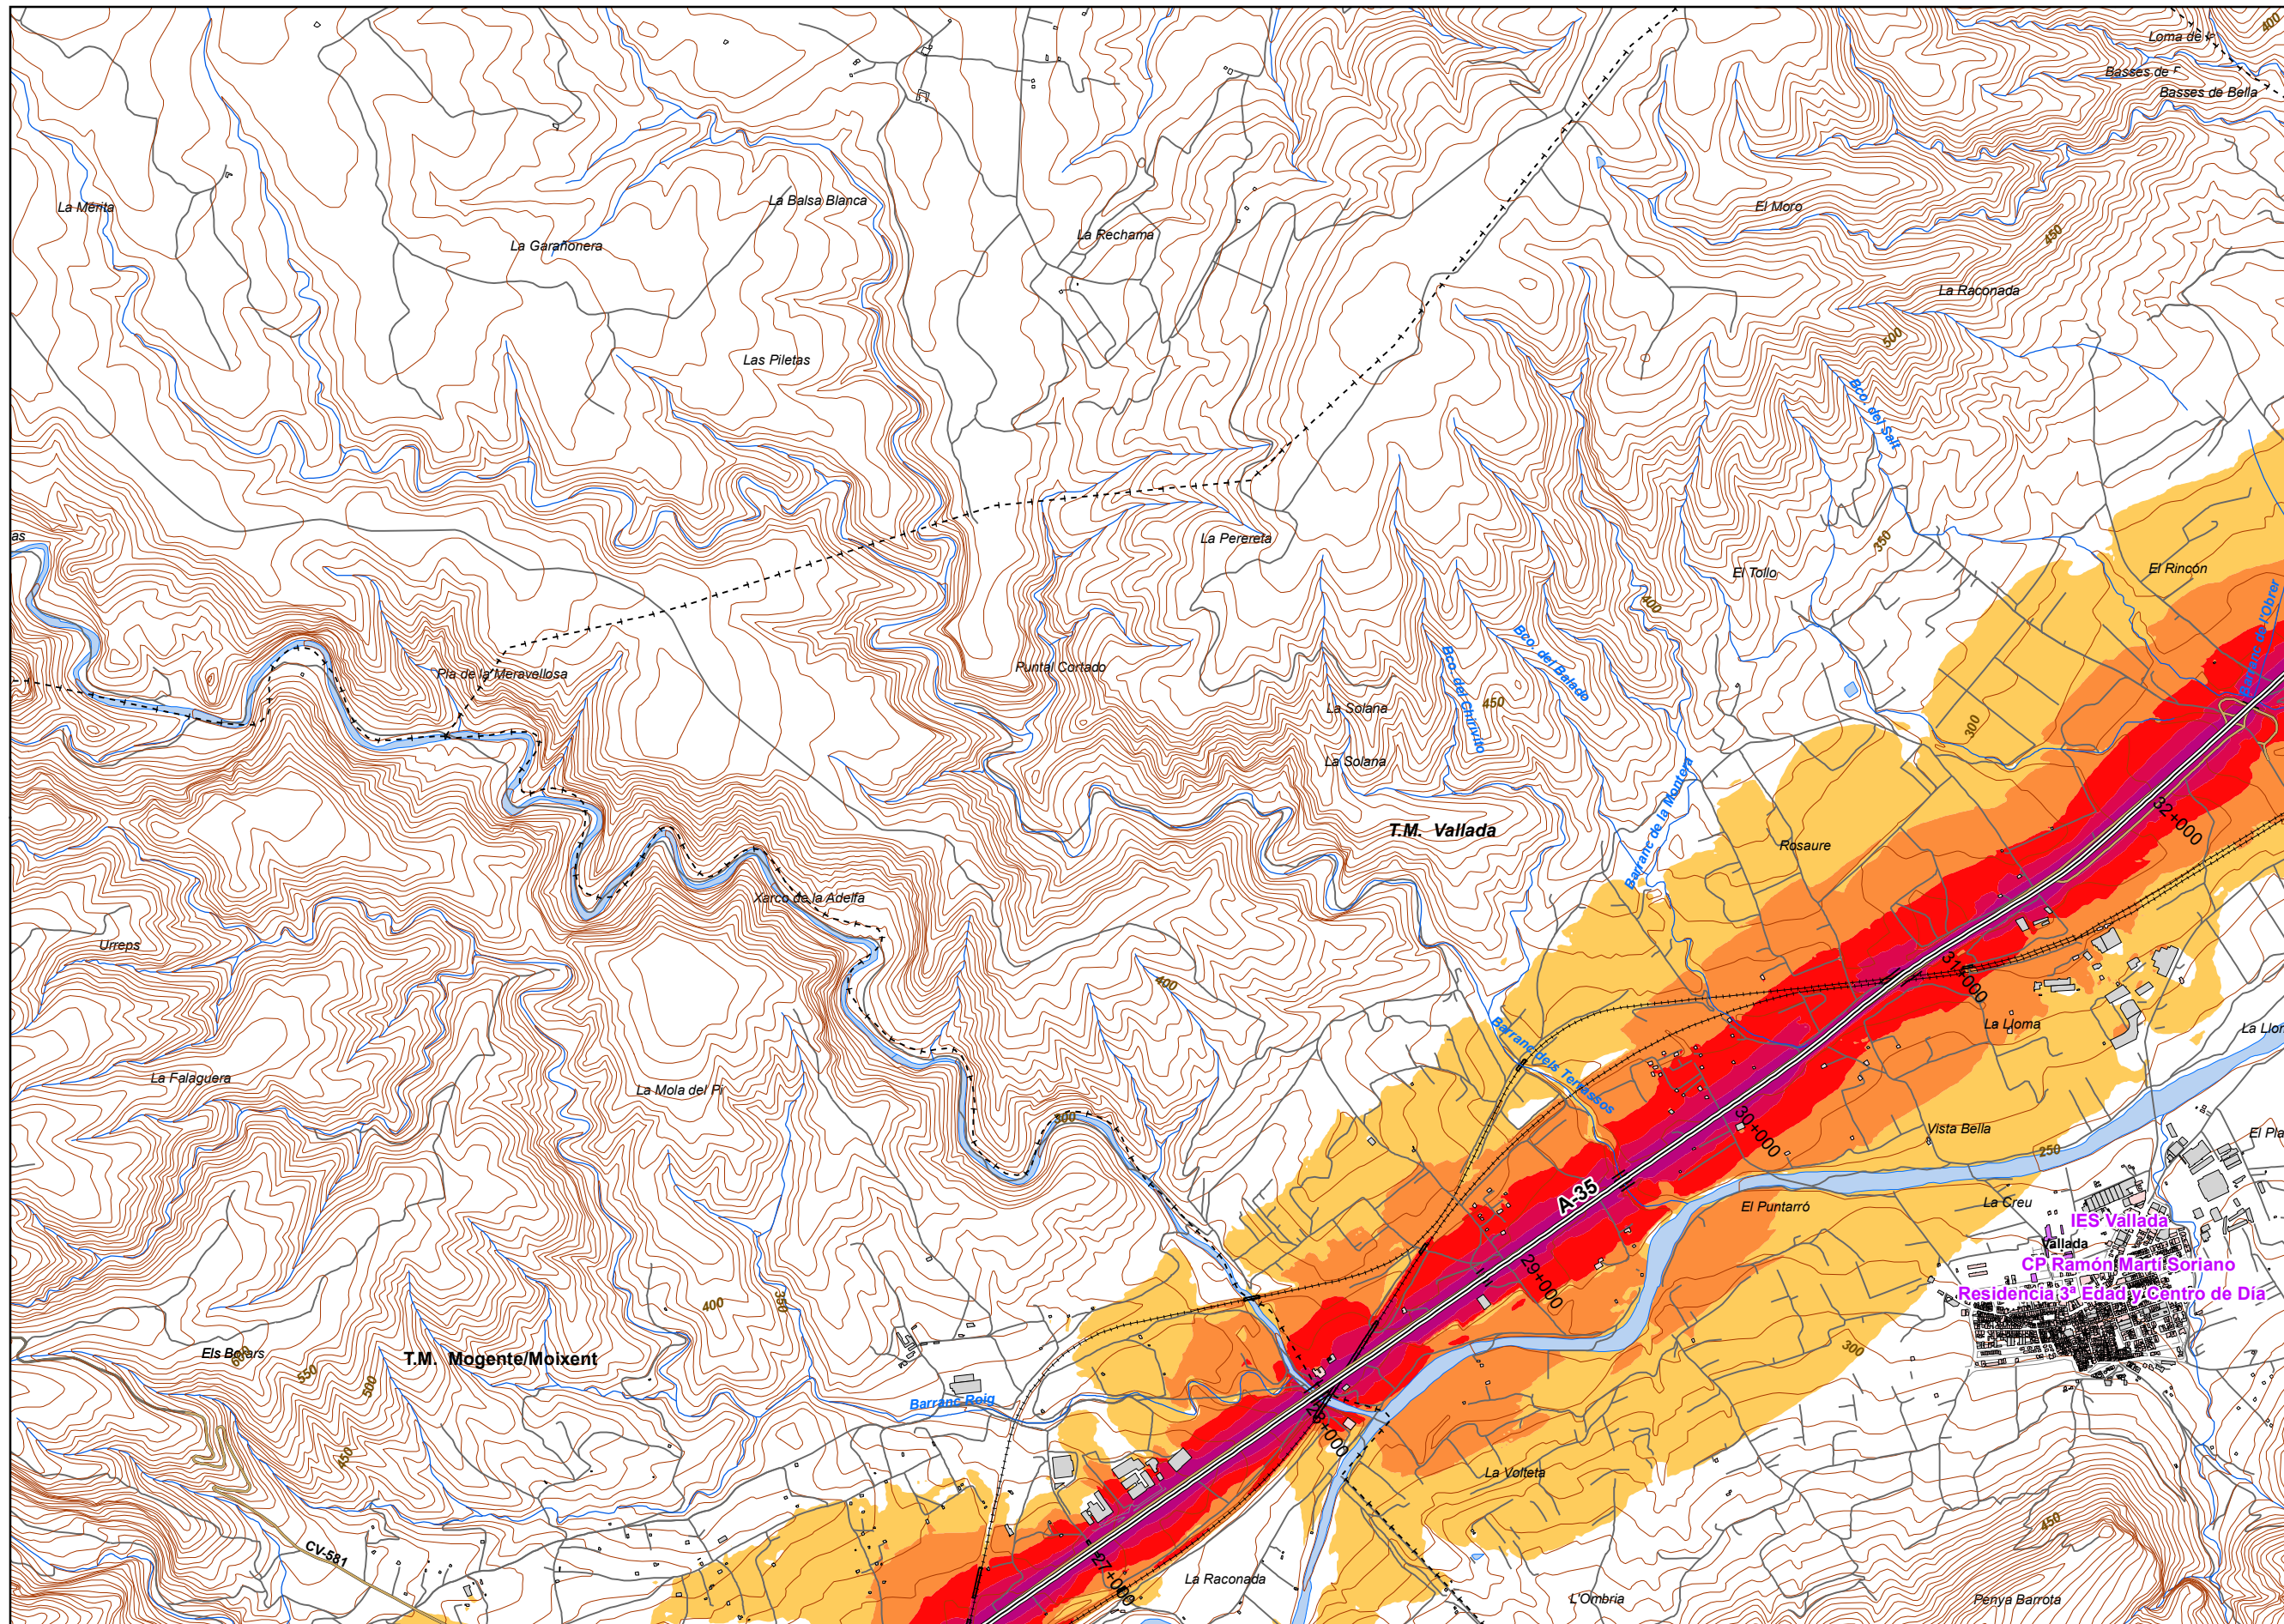 Loma de
400
Basses de
Basses de Bella
La Mérita
La Balsa Blanca
El Moro
La Garañonera
La Rechama
450
La Raconada
500
Las Piletas
Bco. del Salt
as
La Perereta
350
El Rincón
El Tollo
400
Barranc de l'Obrer
Pla de la Meravellosa
Puntal Cortado
Bco. del Balado
Bco. del Chirivito
450
La Solana
300
La Solana
Barranc de la Montera
32+000
T.M. Vallada
Rosaure
Xarco de la Adelfa
Urreps
400
31+000
La Lloma
La Llom
Barranc dels Terrassos
La Falaguera
La Mola del Pi
300
30+000
Vista Bella
El Pla
250
A-35
El Puntarró
La Creu
IES Vallada
Vallada
CP Ramón Martí Soriano
29+000
Residencia 3ª Edad y Centro de Día
400
350
300
Els Bolars
600
T.M. Mogente/Moixent
550
500
Barranc Roig
28+000
450
La Volteta
450
CV-581
27+000
La Raconada
L'Ombria
Penya Barrota